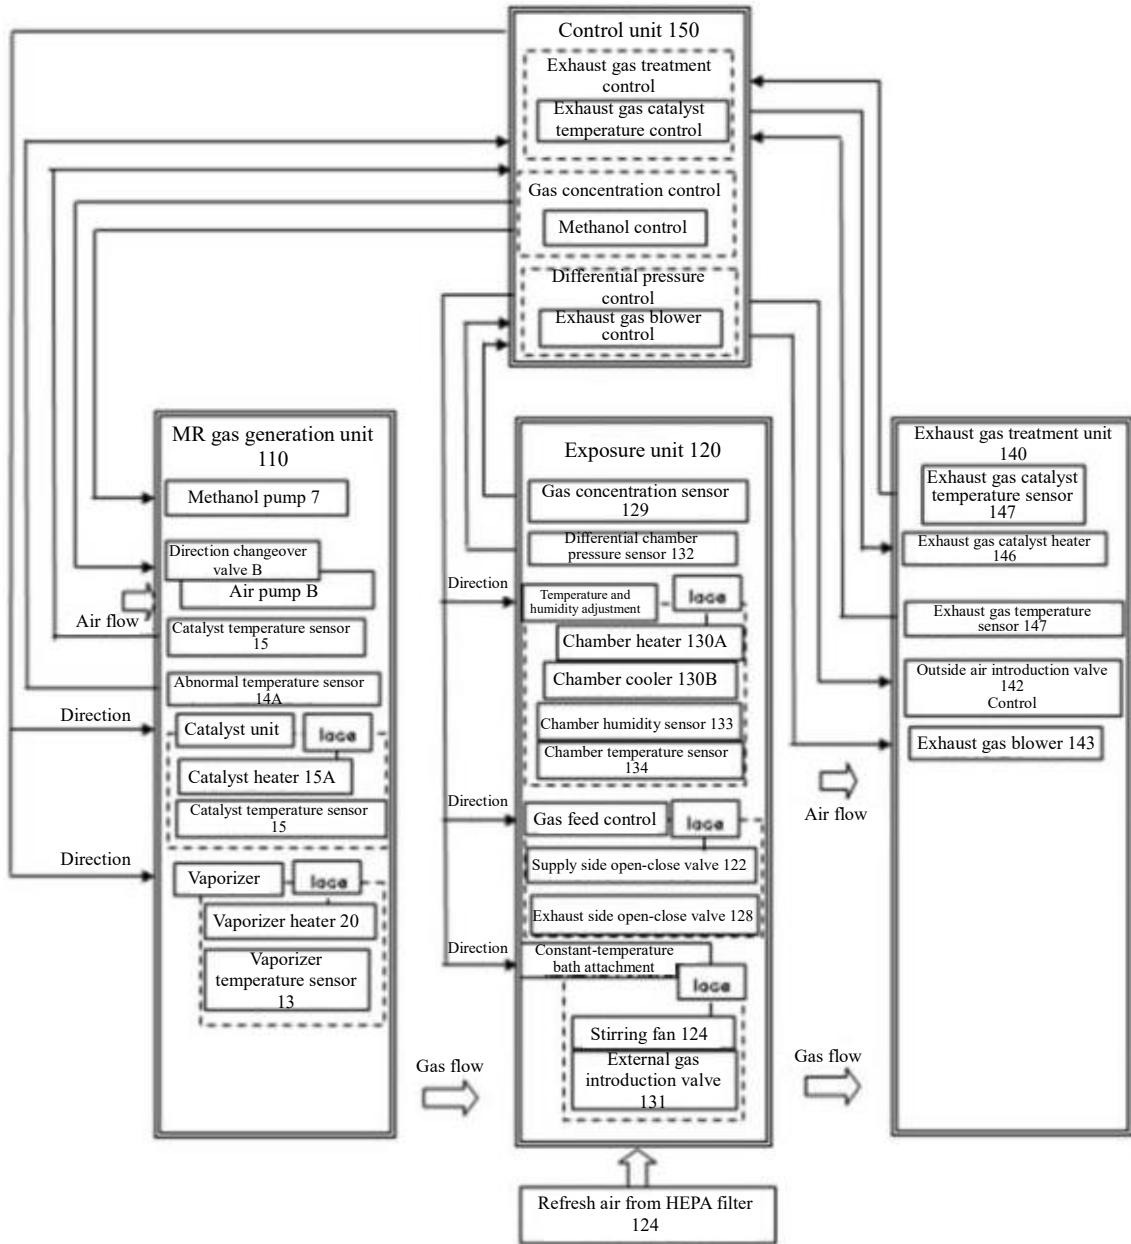 Control unit 150
Exhaust gas treatment
control
Exhaust gas catalyst
temperature control
Gas concentration control
Methanol control
Differential pressure
control
Exhaust gas blower
control
MR gas generation unit
110
Methanol pump 7
Direction changeover
valve B
Air pump B
Air flow
Catalyst temperature sensor
15
Abnormal temperature sensor
14A
Direction
Catalyst unit
lace
Catalyst heater 15A
Catalyst temperature sensor
15
Direction
Vaporizer
lace
Vaporizer heater 20
Vaporizer
temperature sensor
13
Gas flow
Exposure unit 120
Gas concentration sensor
129
Differential chamber
pressure sensor 132
Direction
Temperature and
humidity adjustment
lace
Chamber heater 130A
Chamber cooler 130B
Chamber humidity sensor 133
Chamber temperature sensor
134
Direction
Gas feed control
lace
Supply side open-close valve 122
Exhaust side open-close valve 128
Direction
Constant-temperature
bath attachment
lace
Stirring fan 124
External gas
introduction valve
131
Air flow
Gas flow
Exhaust gas treatment unit
140
Exhaust gas catalyst
temperature sensor
147
Exhaust gas catalyst heater
146
Exhaust gas temperature
sensor 147
Outside air introduction valve
142
Control
Exhaust gas blower 143
Refresh air from HEPA filter
124